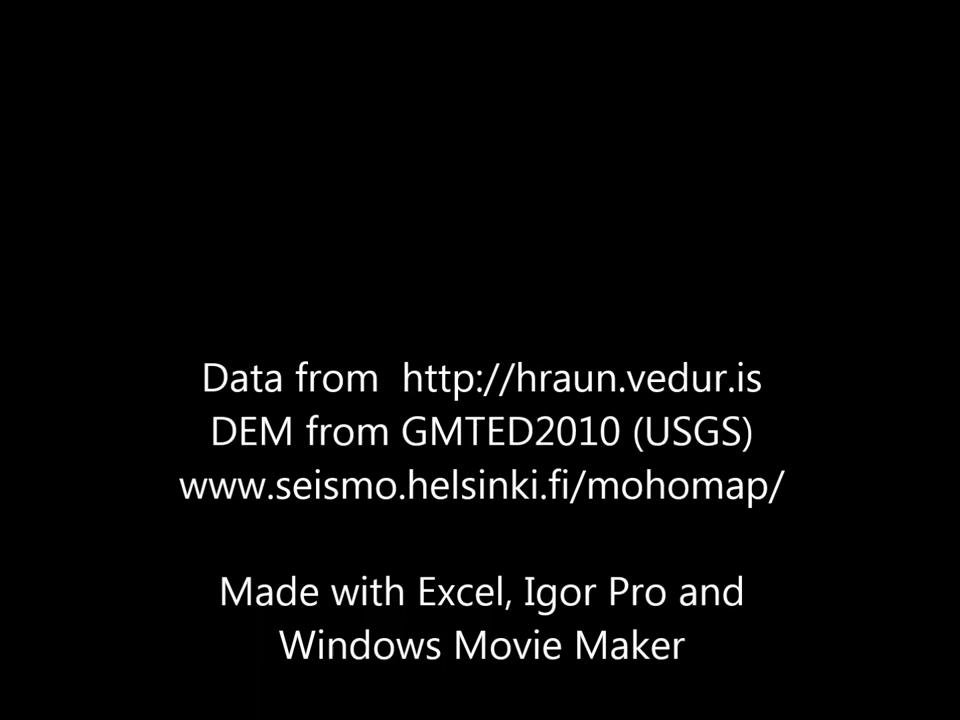 Data from  http://hraun.vedur.is
DEM from GMTED2010 (USGS)
www.seismo.helsinki.fi/mohomap/
Made with Excel, Igor Pro and
Windows Movie Maker